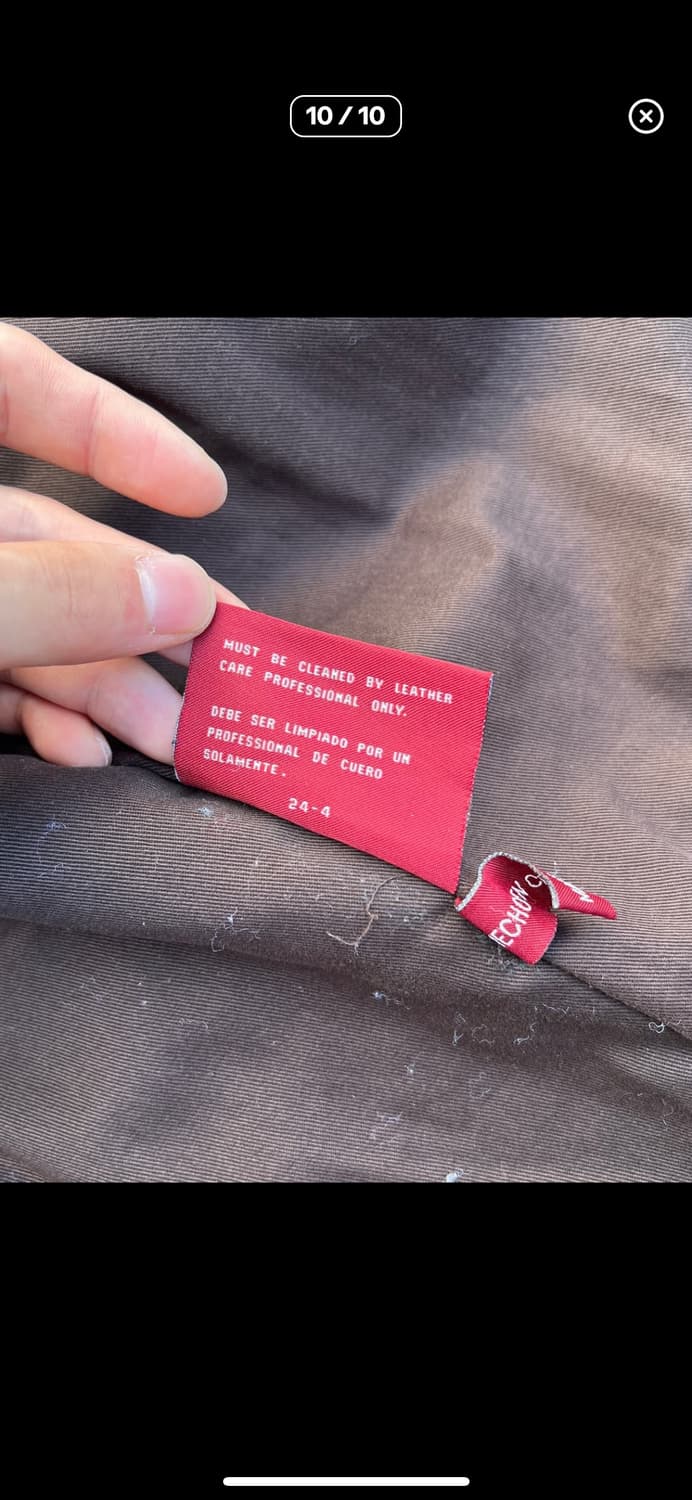 10/10
MUST BE CLEANED BY LEATHER
CARE PROFESSIONAL ONLY.
DEBE SER LIMPIADO POR UN
PROFESSIONAL DE CUERO
SOLAMENTE.
24-4